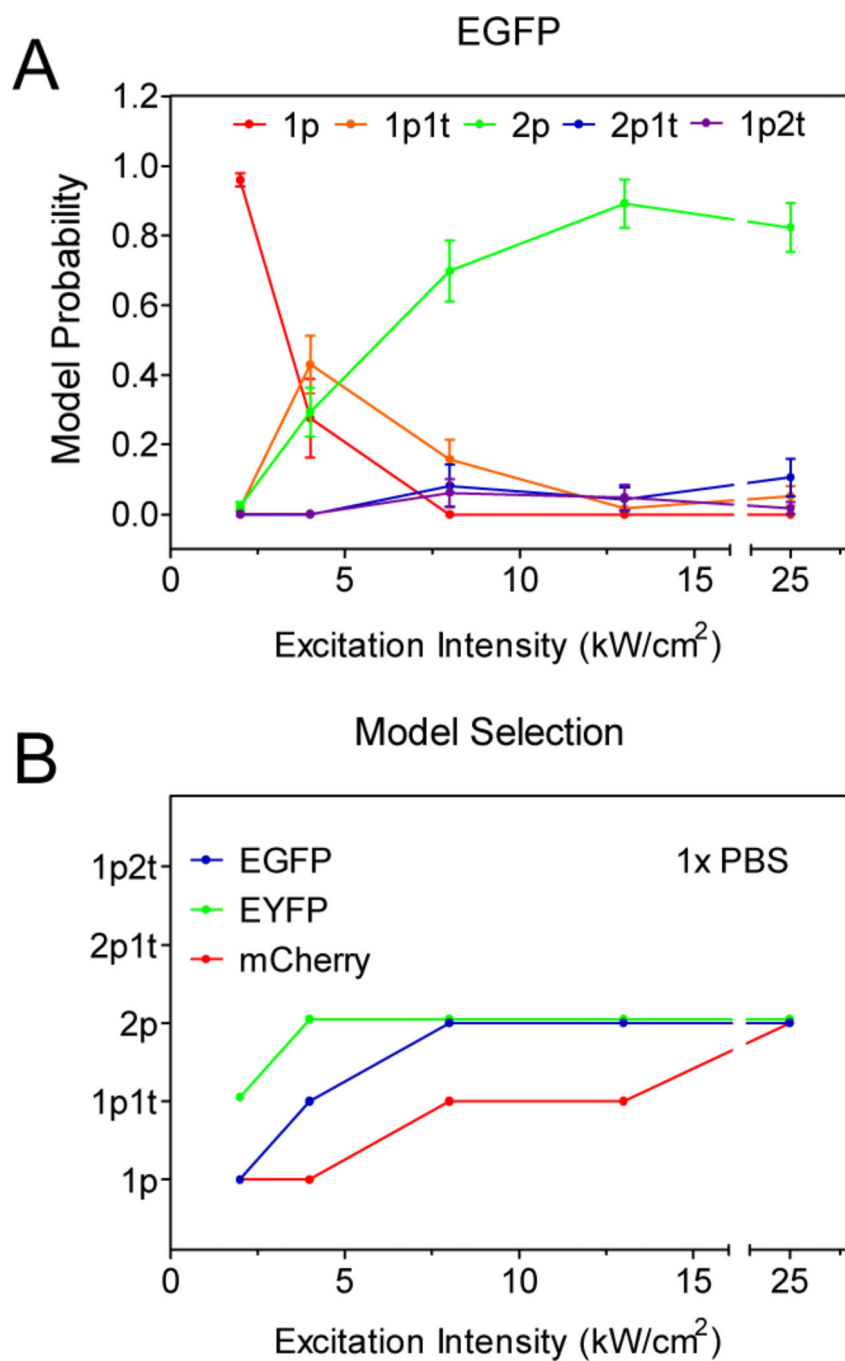 A
EGFP
1p 1p1t 2p 2p1t 1p2t
1.2
1.0
0.8
0.6
0.4
0.2
0.0
Model Probability
0 5 10 15 25
Excitation Intensity (kW/cm²)
B
Model Selection
1p2t
2p1t
2p
1p1t
1p
EGFP
EYFP
mCherry
1x PBS
0 5 10 15 25
Excitation Intensity (kW/cm²)